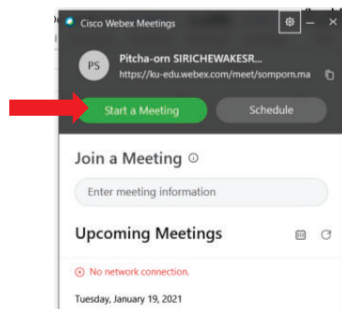 Cisco Webex Meetings
PS
Pitcha-orn SIRICHEWAKESR...
https://ku-edu.webex.com/meet/somporn.ma
Start a Meeting
Schedule
Join a Meeting
Enter meeting information
Upcoming Meetings
No network connection.
Tuesday, January 19, 2021